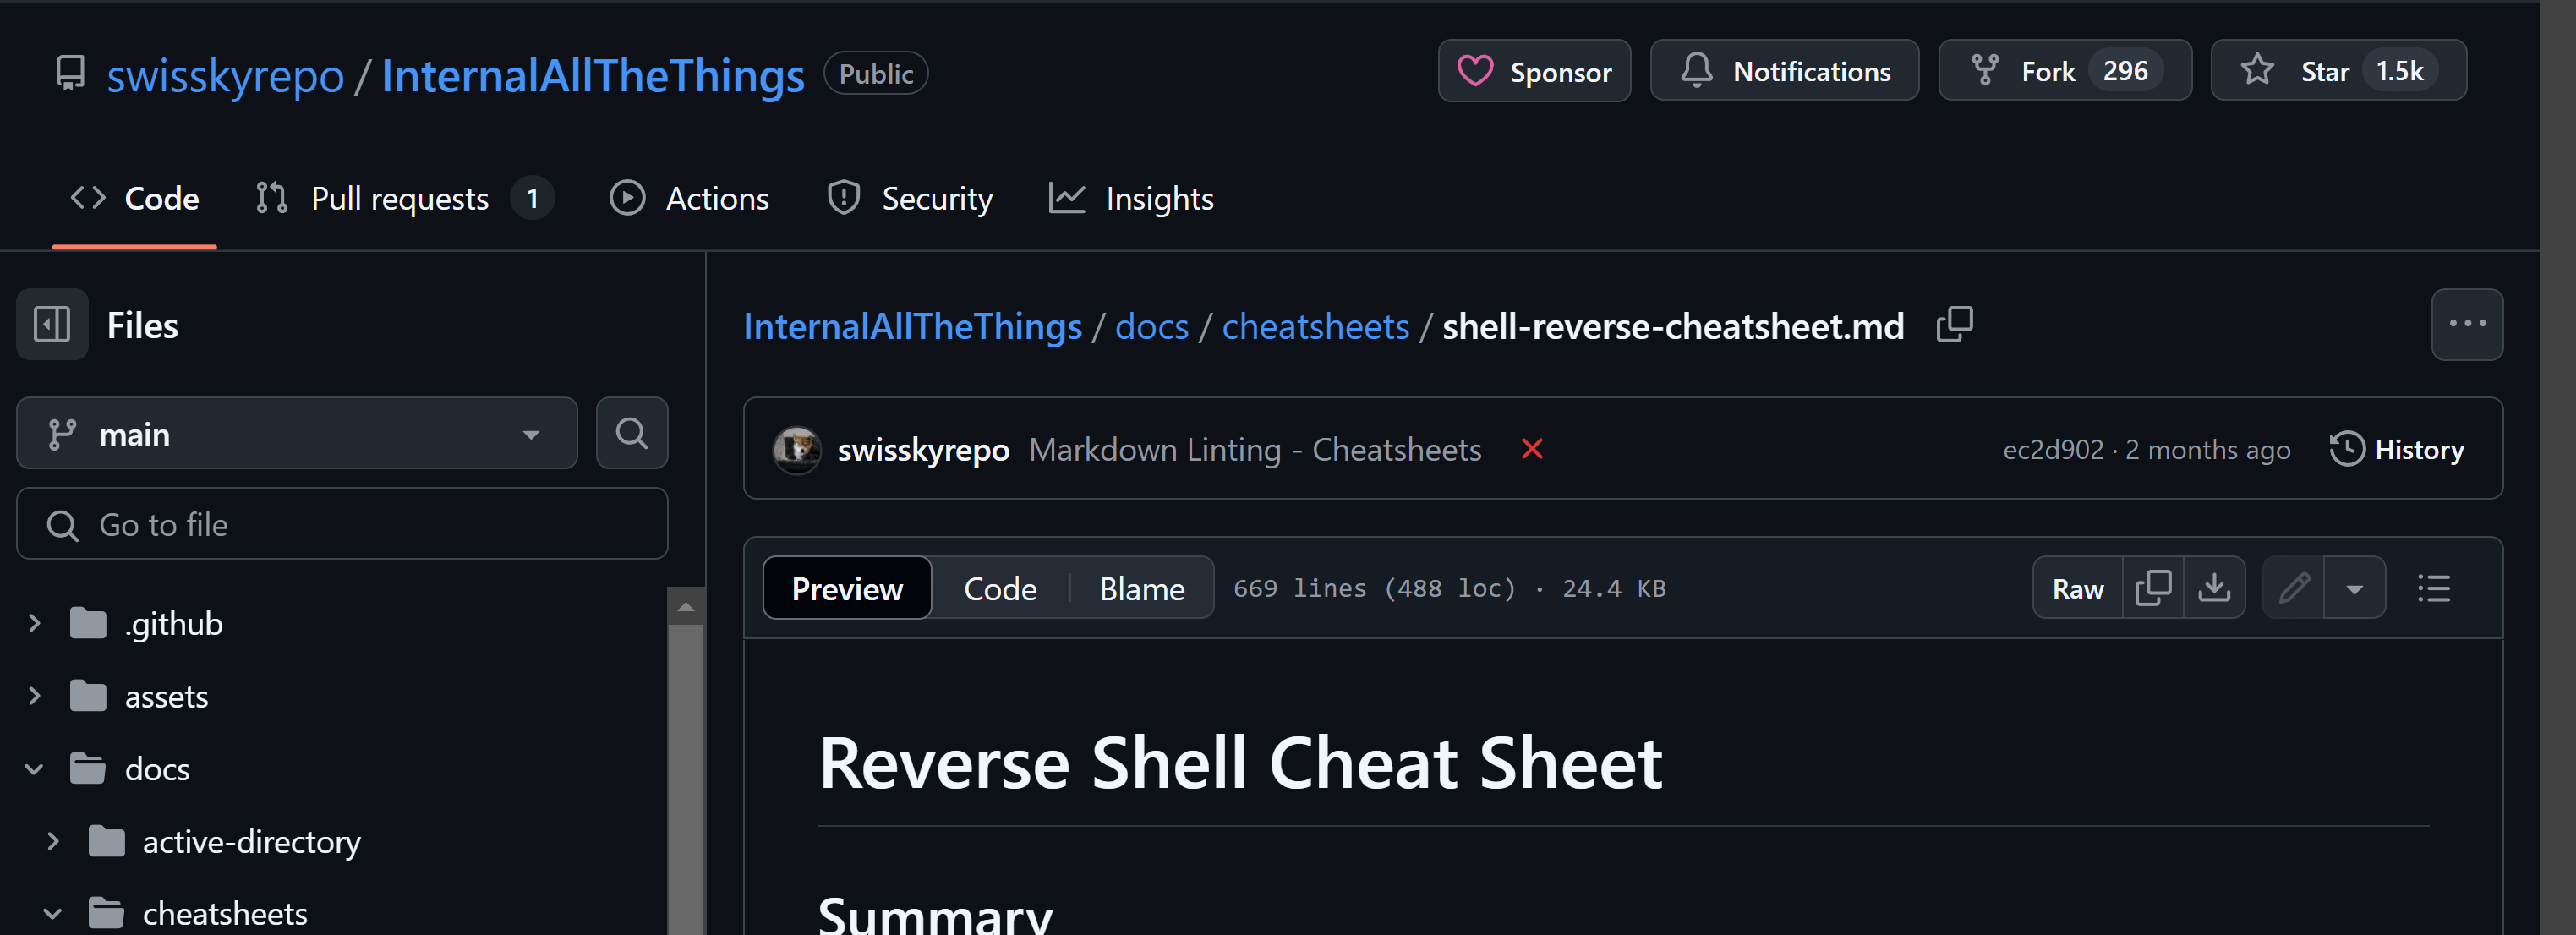 swisskyrepo / InternalAllTheThings Public
Sponsor Notifications Fork 296 Star 1.5k
Code Pull requests 1 Actions Security Insights
Files
main
Go to file
.github
assets
docs
active-directory
cheatsheets
InternalAllTheThings / docs / cheatsheets / shell-reverse-cheatsheet.md
swisskyrepo Markdown Linting - Cheatsheets
ec2d902 · 2 months ago History
Preview Code Blame 669 lines (488 loc) · 24.4 KB
Raw
Reverse Shell Cheat Sheet
Summary